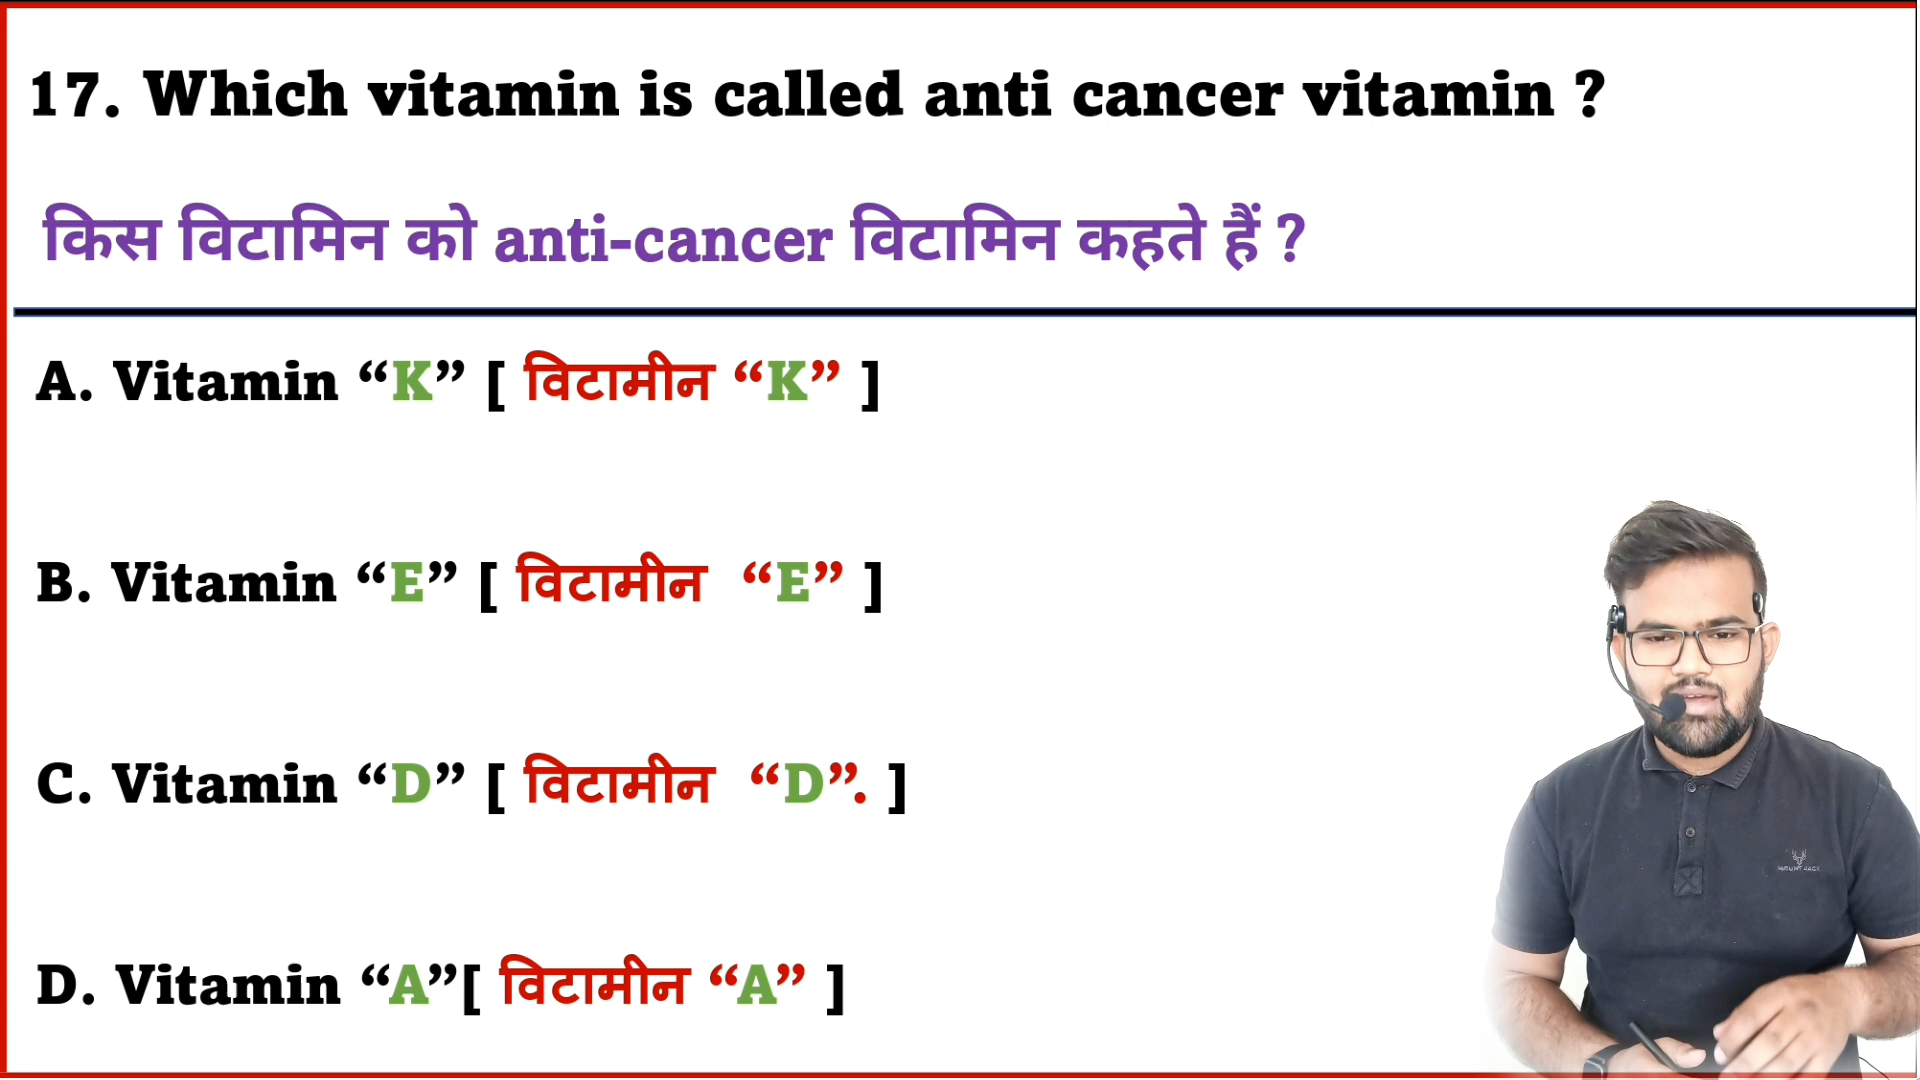 17. Which vitamin is called anti cancer vitamin ?
किस विटामिन को anti-cancer विटामिन कहते हैं ?
A. Vitamin “K” [ विटामीन “K” ]
B. Vitamin “E” [ विटामीन “E” ]
C. Vitamin “D” [ विटामीन “D”. ]
D. Vitamin “A”[ विटामीन “A” ]